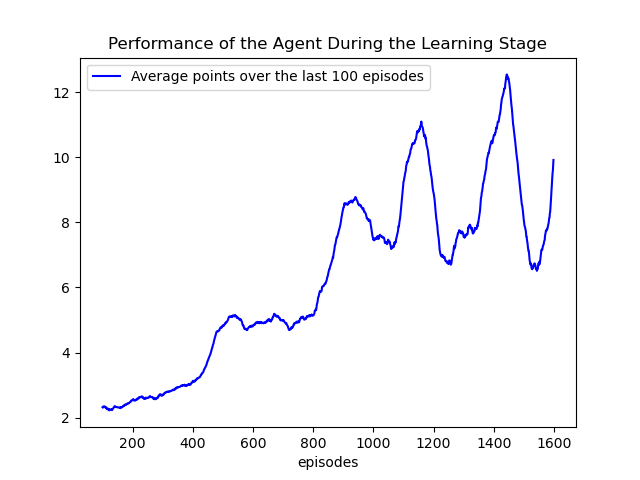 Performance of the Agent During the Learning Stage
Average points over the last 100 episodes
12
10
8
6
4
2
200 400 600 800 1000 1200 1400 1600
episodes